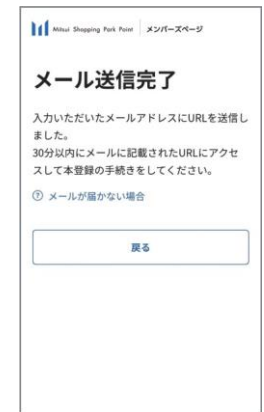 Mitsui Shopping Park Point メンバーズページ
メール送信完了
入力いただいたメールアドレスにURLを送信し
ました。
30分以内にメールに記載されたURLにアクセ
スして本登録の手続きをしてください。
? メールが届かない場合
戻る